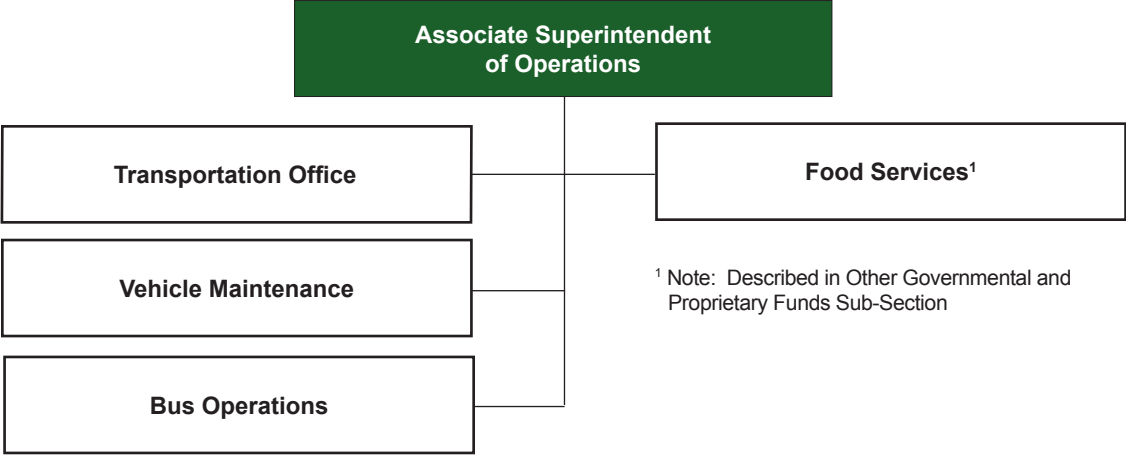 Associate Superintendent
of Operations
Transportation Office
Food Services¹
Vehicle Maintenance
¹ Note: Described in Other Governmental and
Proprietary Funds Sub-Section
Bus Operations